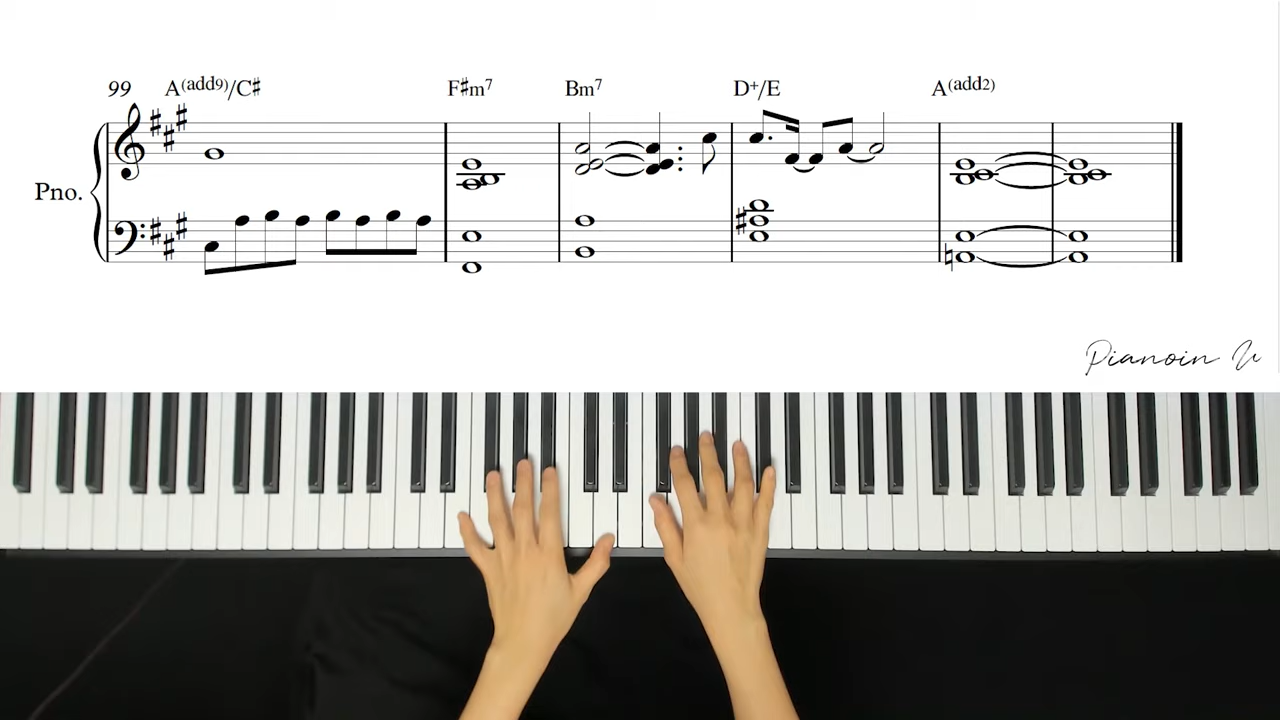 99 A(add9)/C♯ F♯m7 Bm7 D+/E A(add2)
Pno.
Pianoin U